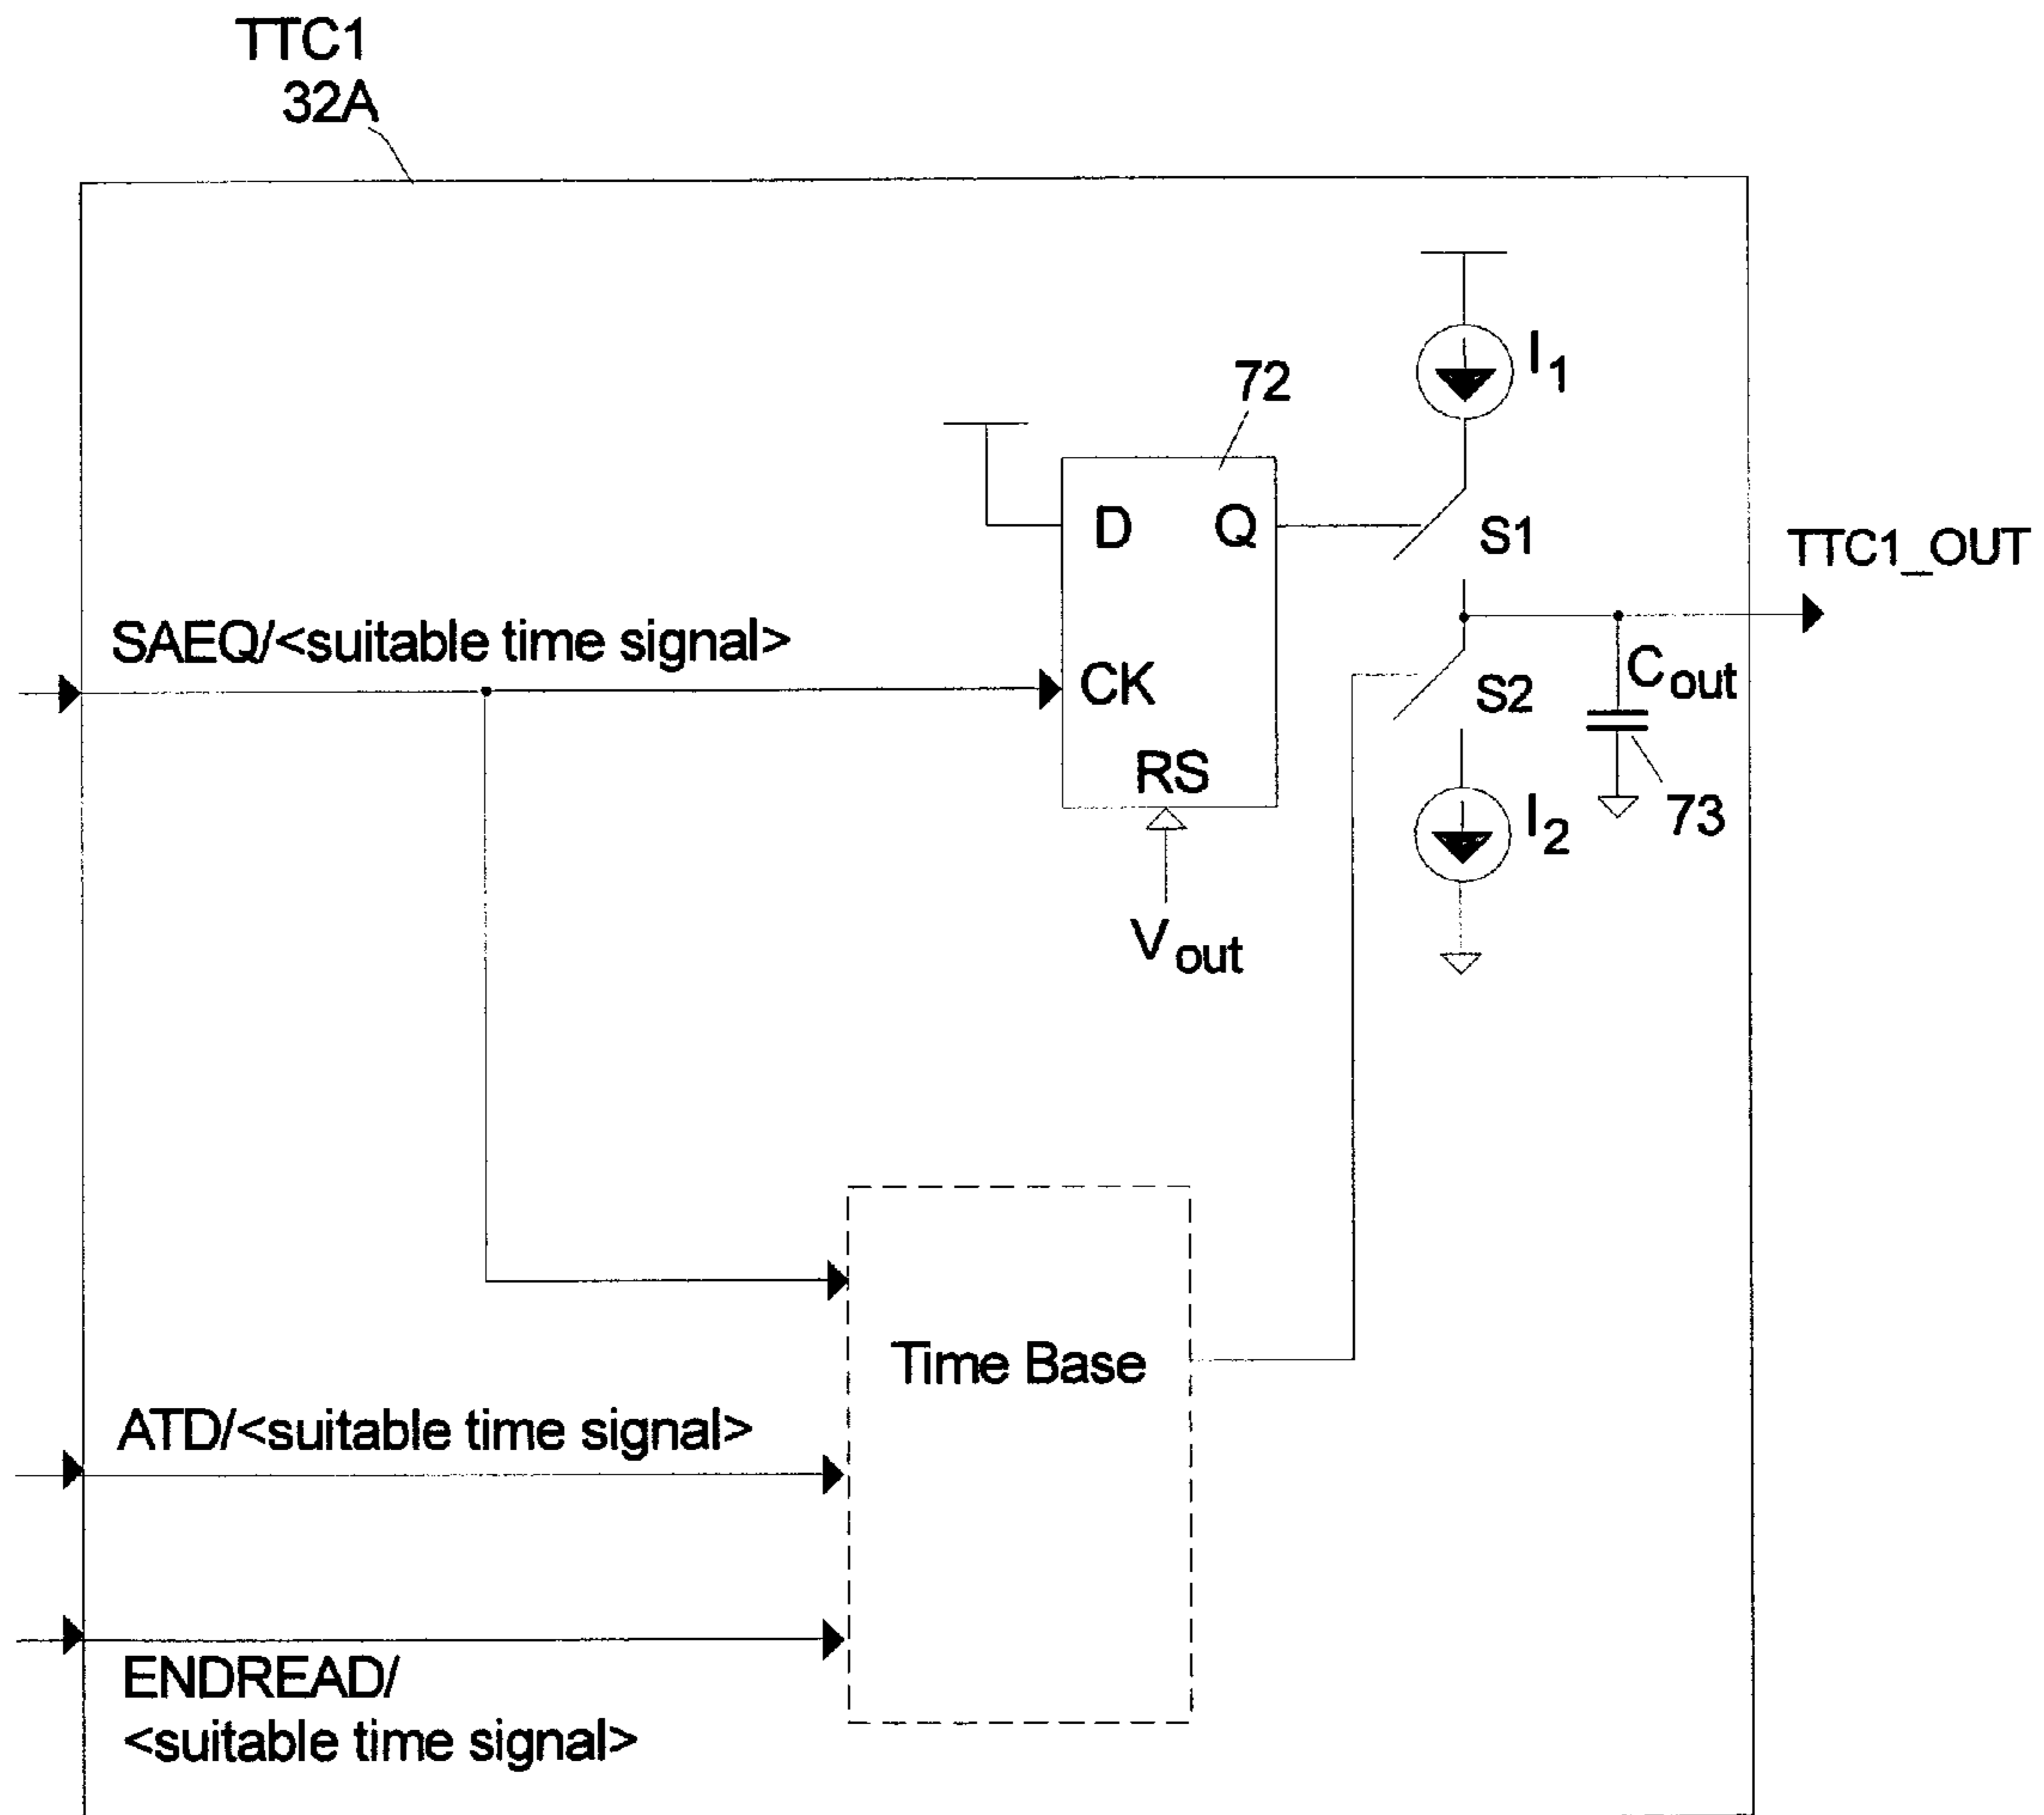 TTC1
32A
I1
72
D
Q
S1
TTC1_OUT
SAEQ/<suitable time signal>
CK
S2
Cout
RS
73
I2
Vout
Time Base
ATD/<suitable time signal>
ENDREAD/
<suitable time signal>